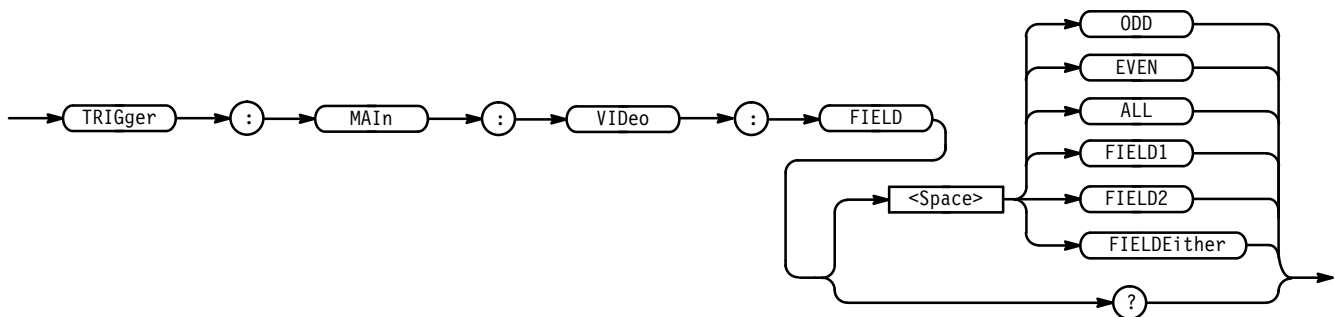 TRIGger : MAIn : VIDeo : FIELD
<Space>
ODD
EVEN
ALL
FIELD1
FIELD2
FIELDEither
?